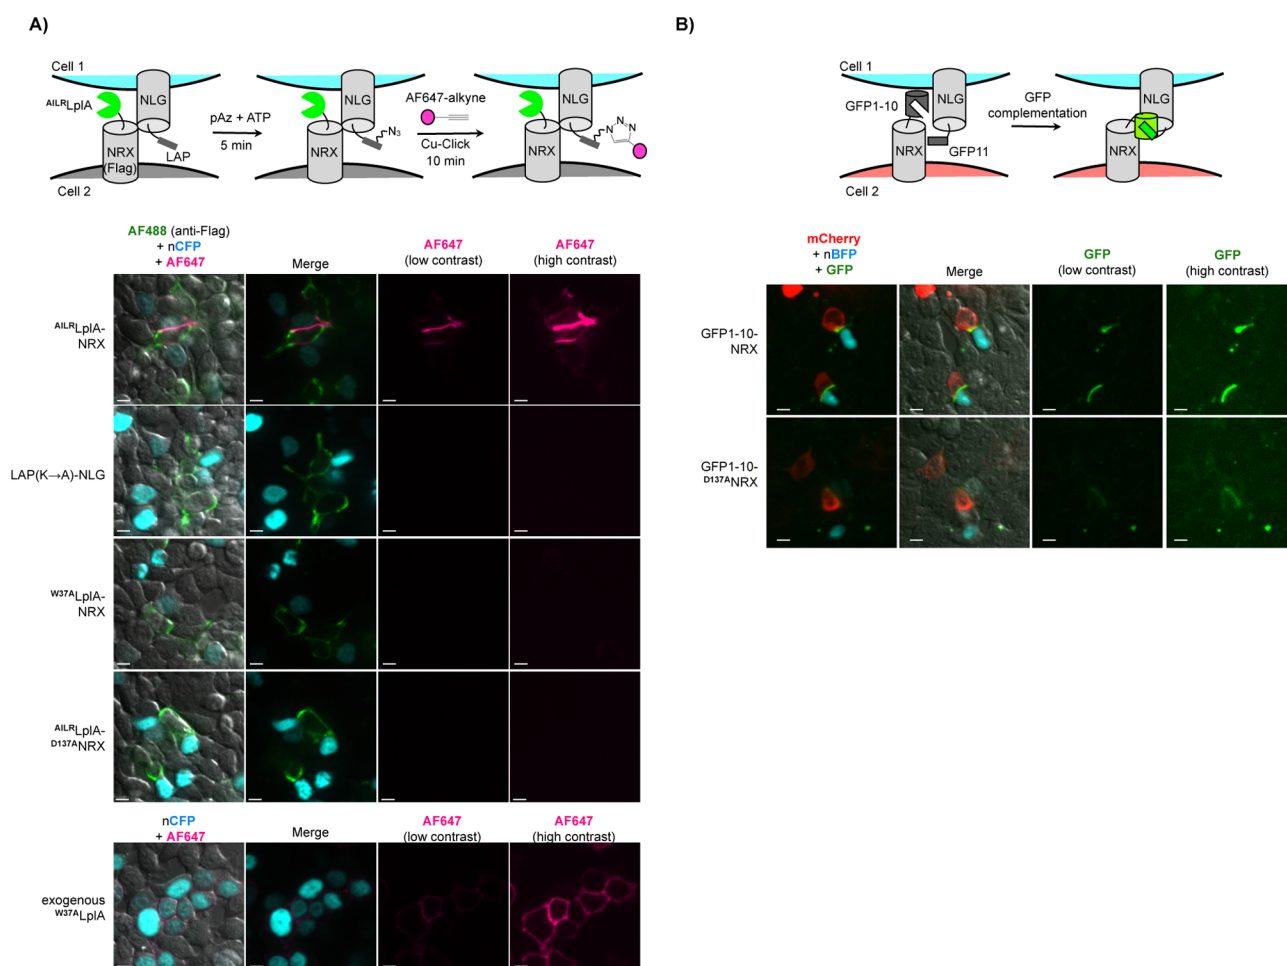 A)
Cell 1
AILRLplA
NLG
NRX
(Flag)
LAP
Cell 2
pAz + ATP
5 min
NLG
N3
NRX
AF647-alkyne
Cu-Click
10 min
NLG
N N N
NRX
AF488 (anti-Flag)
+ nCFP
+ AF647
Merge
AF647
(low contrast)
AF647
(high contrast)
AILRLplA-
NRX
LAP(K→A)-NLG
W37ALplA-
NRX
AILRLplA-
D137ANRX
nCFP
+ AF647
Merge
AF647
(low contrast)
AF647
(high contrast)
exogenous
W37ALplA
B)
Cell 1
GFP1-10
NLG
NRX
GFP11
Cell 2
GFP
complementation
NLG
NRX
mCherry
+ nBFP
+ GFP
Merge
GFP
(low contrast)
GFP
(high contrast)
GFP1-10-
NRX
GFP1-10-
D137ANRX